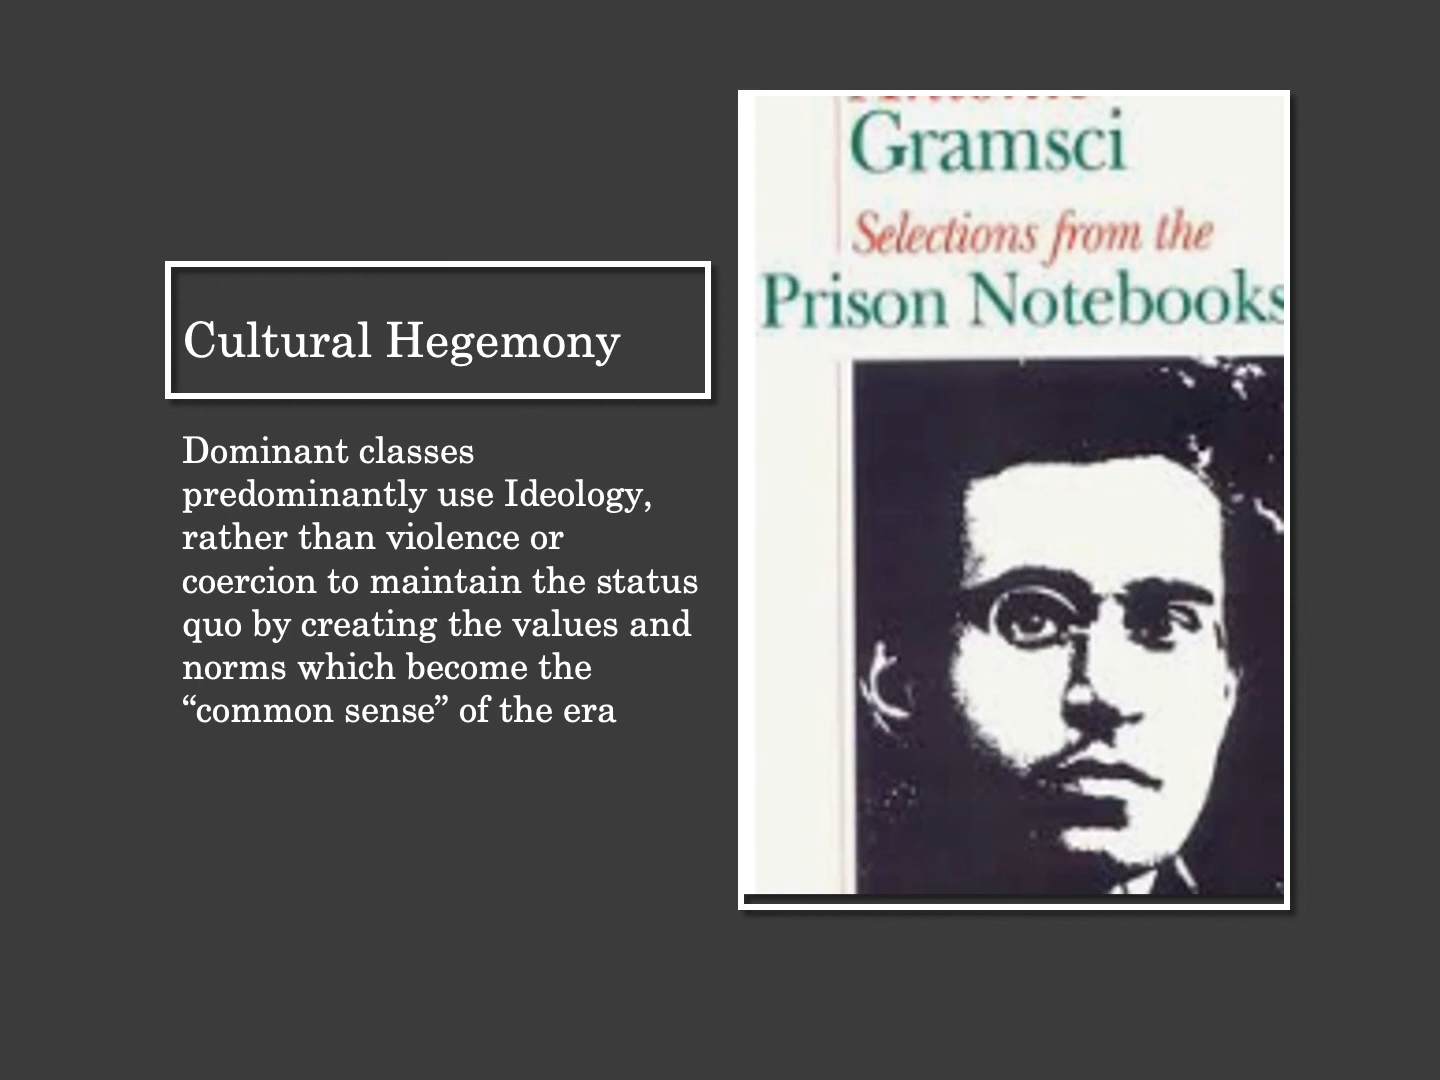 Cultural Hegemony
Dominant classes
predominantly use Ideology,
rather than violence or
coercion to maintain the status
quo by creating the values and
norms which become the
“common sense” of the era
Gramsci
Selections from the
Prison Notebooks